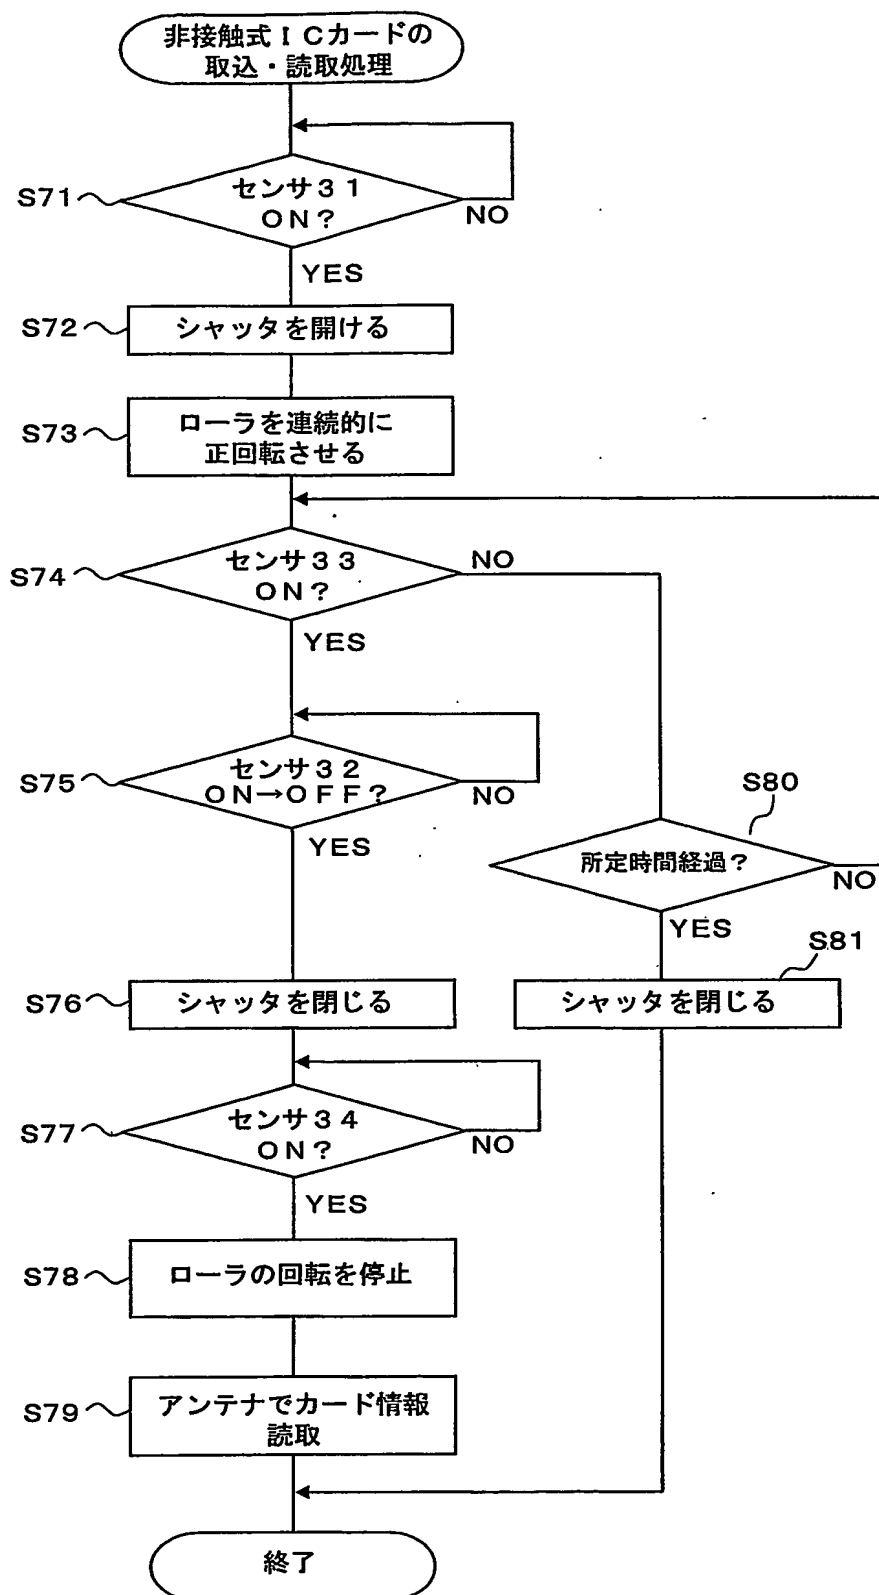 非接触式ＩＣカードの
取込・読取処理
S71
センサ３１
ＯＮ？
NO
YES
S72
シャッタを開ける
S73
ローラを連続的に
正回転させる
S74
センサ３３
ＯＮ？
NO
YES
S75
センサ３２
ＯＮ→ＯＦＦ？
NO
YES
S80
所定時間経過？
NO
YES
S76
シャッタを閉じる
S81
シャッタを閉じる
S77
センサ３４
ＯＮ？
NO
YES
S78
ローラの回転を停止
S79
アンテナでカード情報
読取
終了